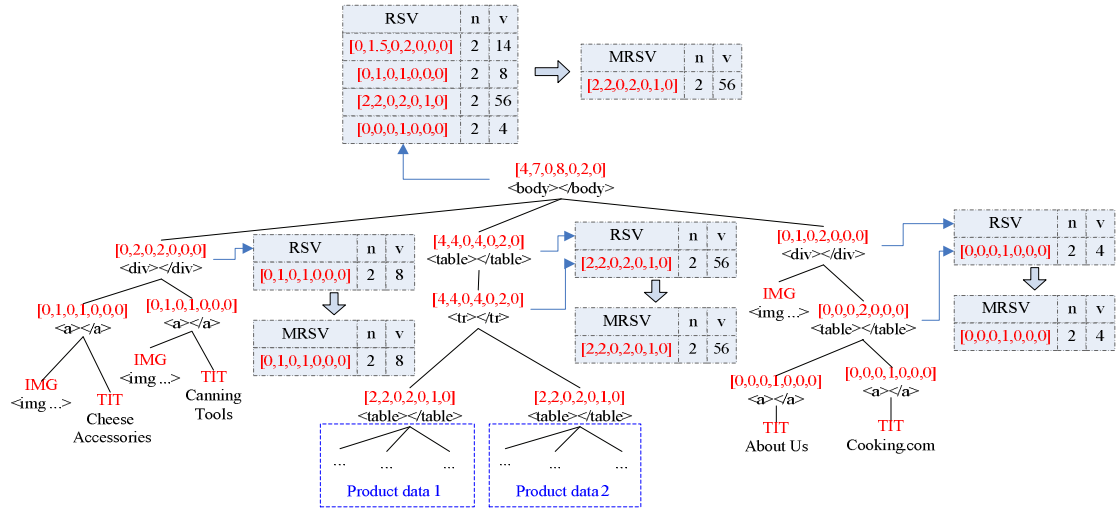 RSV n v
[0,1.5,0,2,0,0,0] 2 14
[0,1,0,1,0,0,0] 2 8
[2,2,0,2,0,1,0] 2 56
[0,0,0,1,0,0,0] 2 4
MRSV n v
[2,2,0,2,0,1,0] 2 56
[4,7,0,8,0,2,0]
<body></body>
[0,2,0,2,0,0,0]
<div></div>
RSV n v
[0,1,0,1,0,0,0] 2 8
MRSV n v
[0,1,0,1,0,0,0] 2 8
[0,1,0,1,0,0,0]
<a></a>
[0,1,0,1,0,0,0]
<a></a>
IMG
<img ...>
TIT
Cheese
Accessories
IMG
<img ...>
TIT
Canning
Tools
[4,4,0,4,0,2,0]
<table></table>
[4,4,0,4,0,2,0]
<tr></tr>
RSV n v
[2,2,0,2,0,1,0] 2 56
MRSV n v
[2,2,0,2,0,1,0] 2 56
[2,2,0,2,0,1,0]
<table></table>
... ... ...
Product data 1
[2,2,0,2,0,1,0]
<table></table>
... ... ...
Product data 2
[0,1,0,2,0,0,0]
<div></div>
IMG
<img ...>
[0,0,0,2,0,0,0]
<table></table>
RSV n v
[0,0,0,1,0,0,0] 2 4
MRSV n v
[0,0,0,1,0,0,0] 2 4
[0,0,0,1,0,0,0]
<a></a>
TIT
About Us
[0,0,0,1,0,0,0]
<a></a>
TIT
Cooking.com